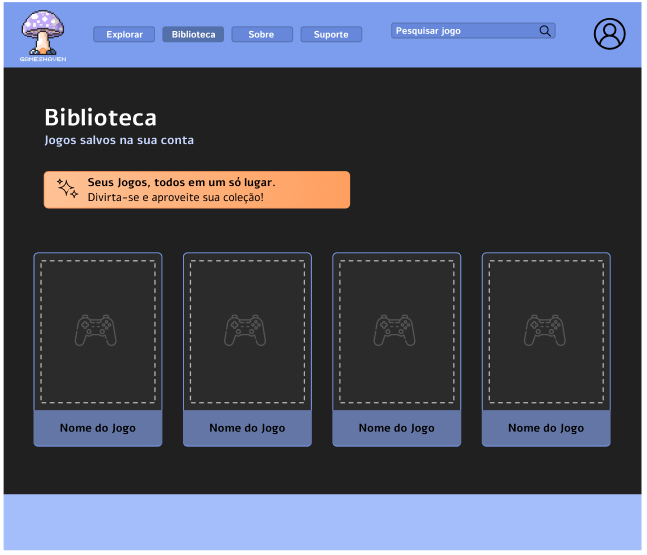 GAMESHAVEN
Explorar
Biblioteca
Sobre
Suporte
Pesquisar jogo
Biblioteca
Jogos salvos na sua conta
Seus Jogos, todos em um só lugar.
Divirta-se e aproveite sua coleção!
Nome do Jogo
Nome do Jogo
Nome do Jogo
Nome do Jogo